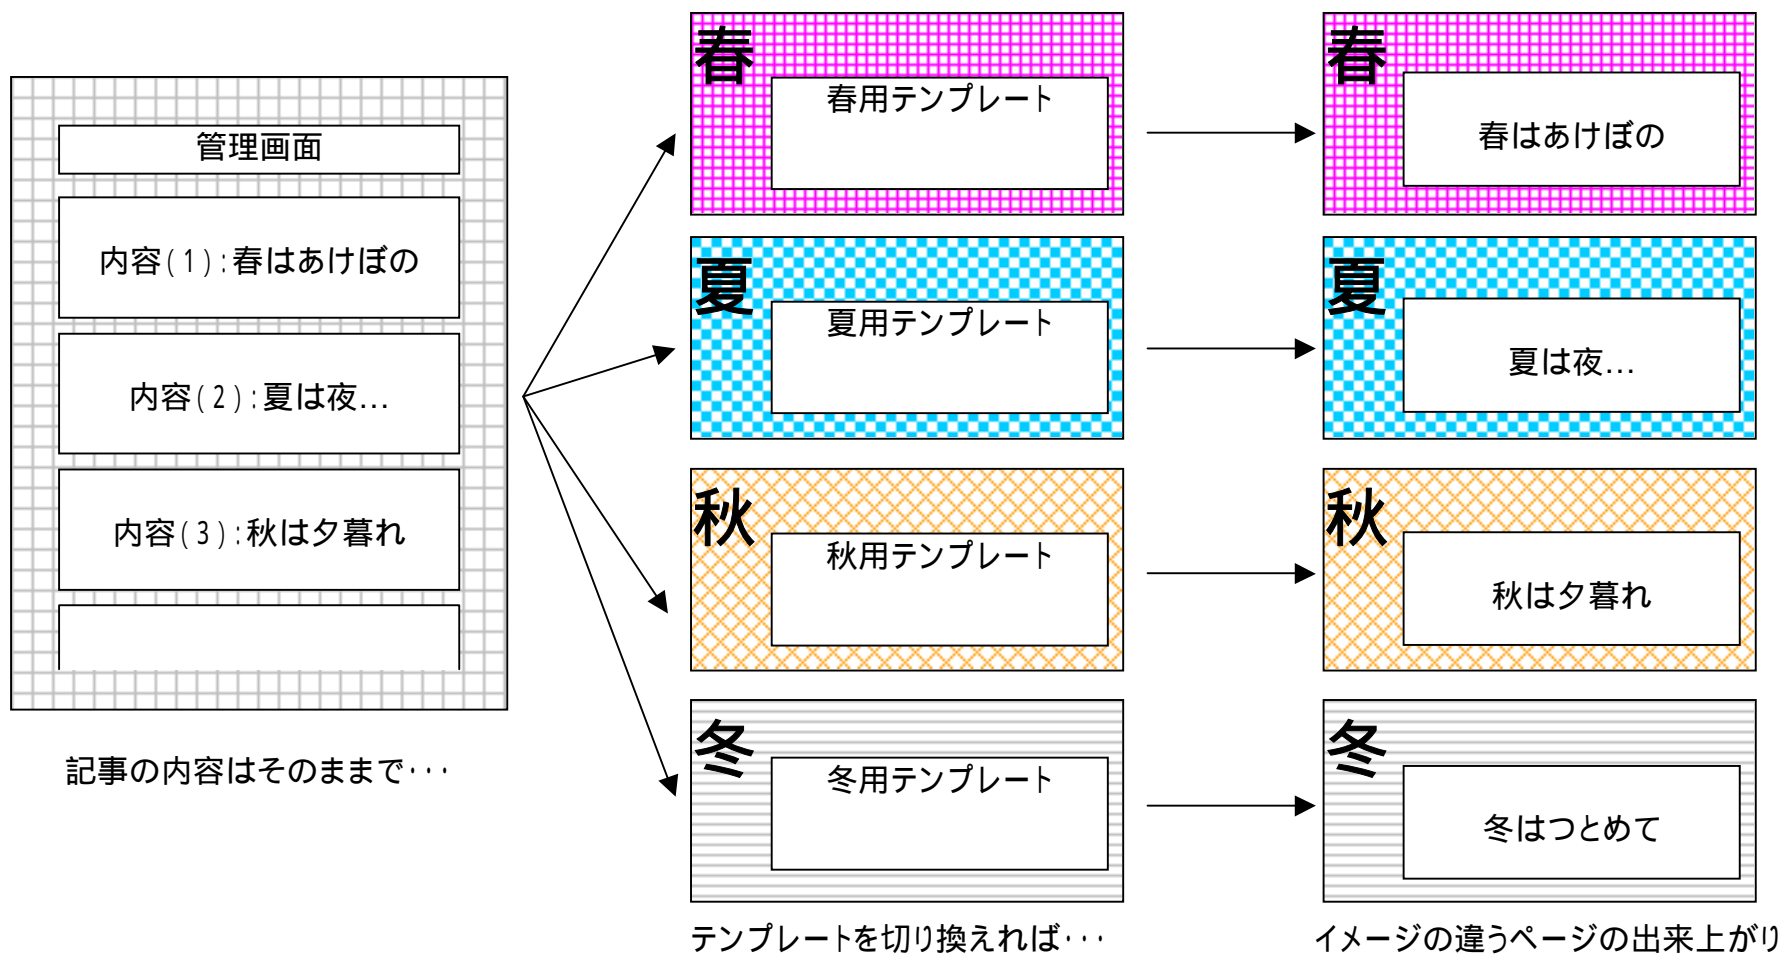 管理画面
内容(1):春はあけぼの
内容(2):夏は夜...
内容(3):秋は夕暮れ
記事の内容はそのままで･･･
春
春用テンプレート
夏
夏用テンプレート
秋
秋用テンプレート
冬
冬用テンプレート
テンプレートを切り換えれば･･･
春
春はあけぼの
夏
夏は夜...
秋
秋は夕暮れ
冬
冬はつとめて
イメージの違うページの出来上がり